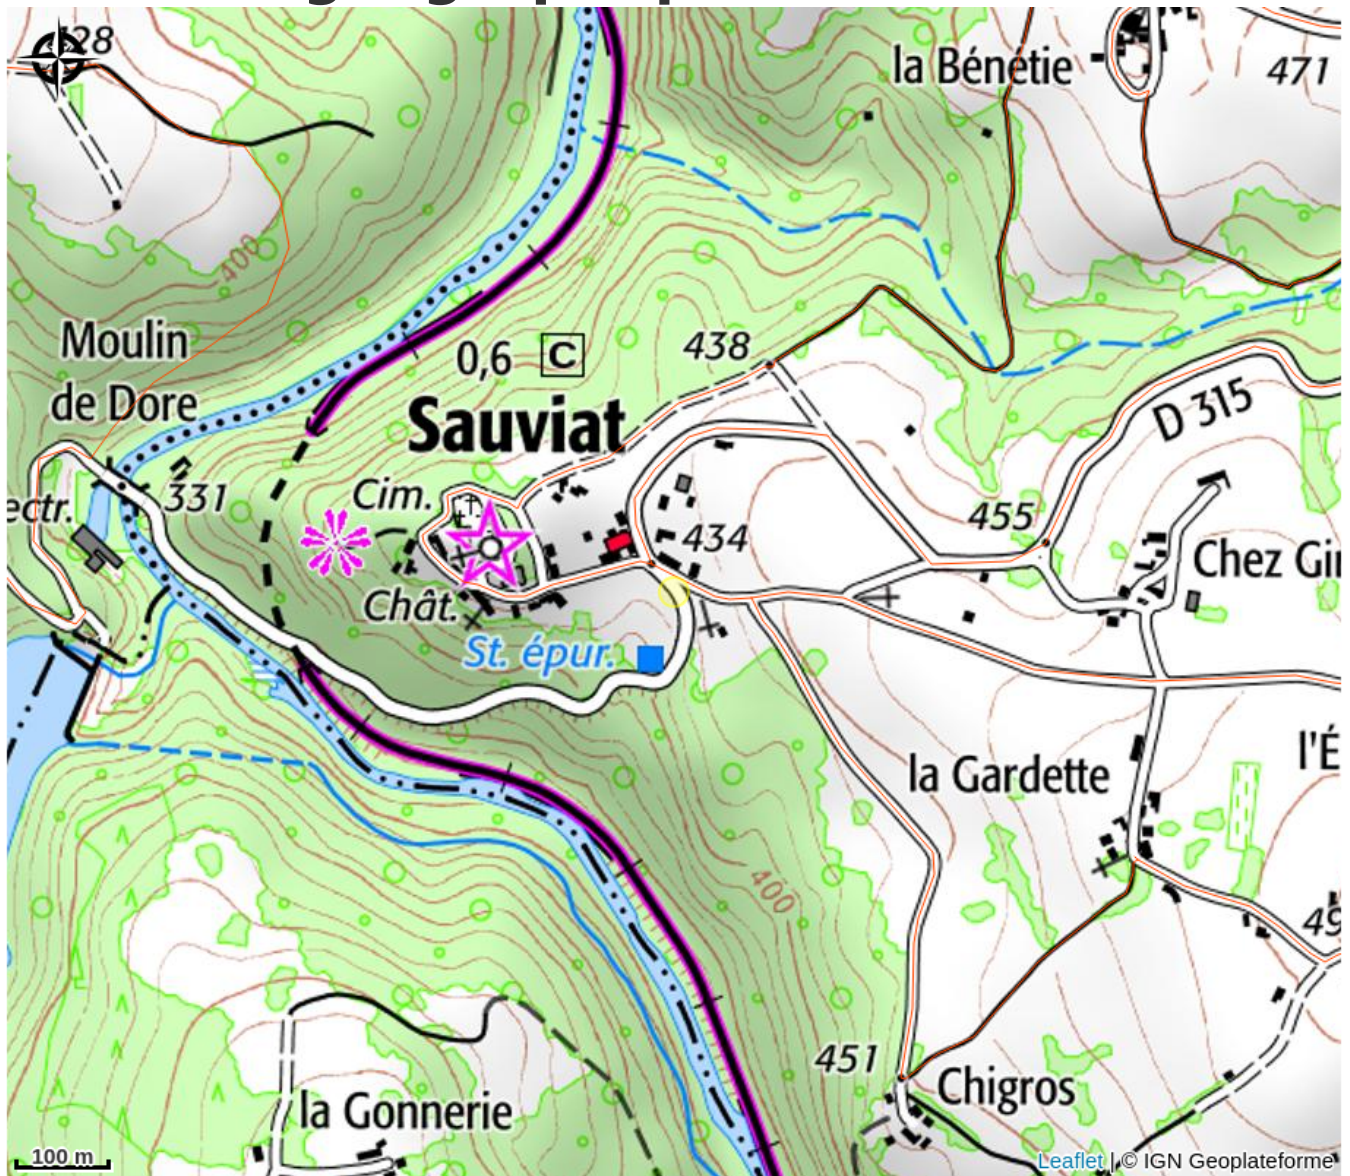 428
la Bénétie
471
400
Moulin
de Dore
0,6 C
438
Sauviat
D 315
ectr.
331
Cim.
434
455
Chez Gi
Chât.
St. épur.
la Gardette
l'É
400
49
451
Chigros
la Gonnerie
100 m
Leaflet | © IGN Geoplateforme